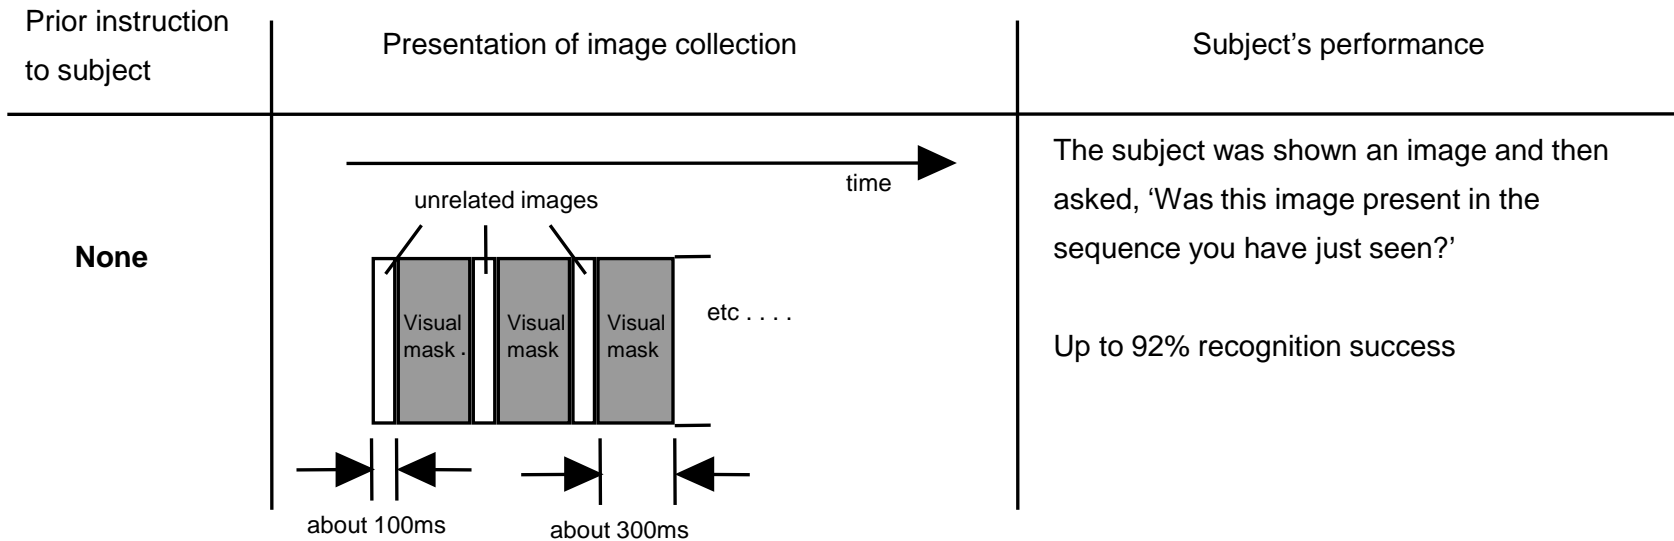 Prior instruction
to subject
Presentation of image collection
Subject's performance
None
time
unrelated images
Visual
mask .
Visual
mask
Visual
mask
etc . . . .
about 100ms
about 300ms
The subject was shown an image and then
asked, ‘Was this image present in the
sequence you have just seen?’
Up to 92% recognition success